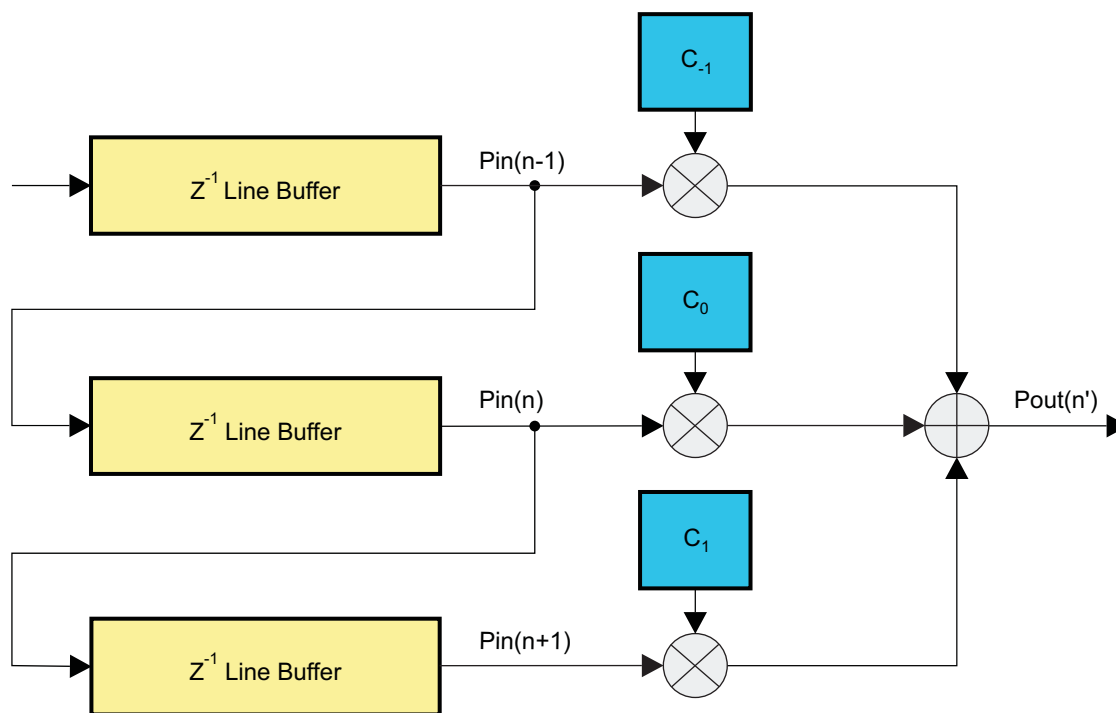 C₋₁
Pin(n-1)
Z⁻¹ Line Buffer
C₀
Pin(n)
Pout(n')
Z⁻¹ Line Buffer
C₁
Pin(n+1)
Z⁻¹ Line Buffer